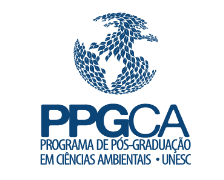 PPGCA
PROGRAMA DE PÓS-GRADUAÇÃO
EM CIÊNCIAS AMBIENTAIS • UNESC